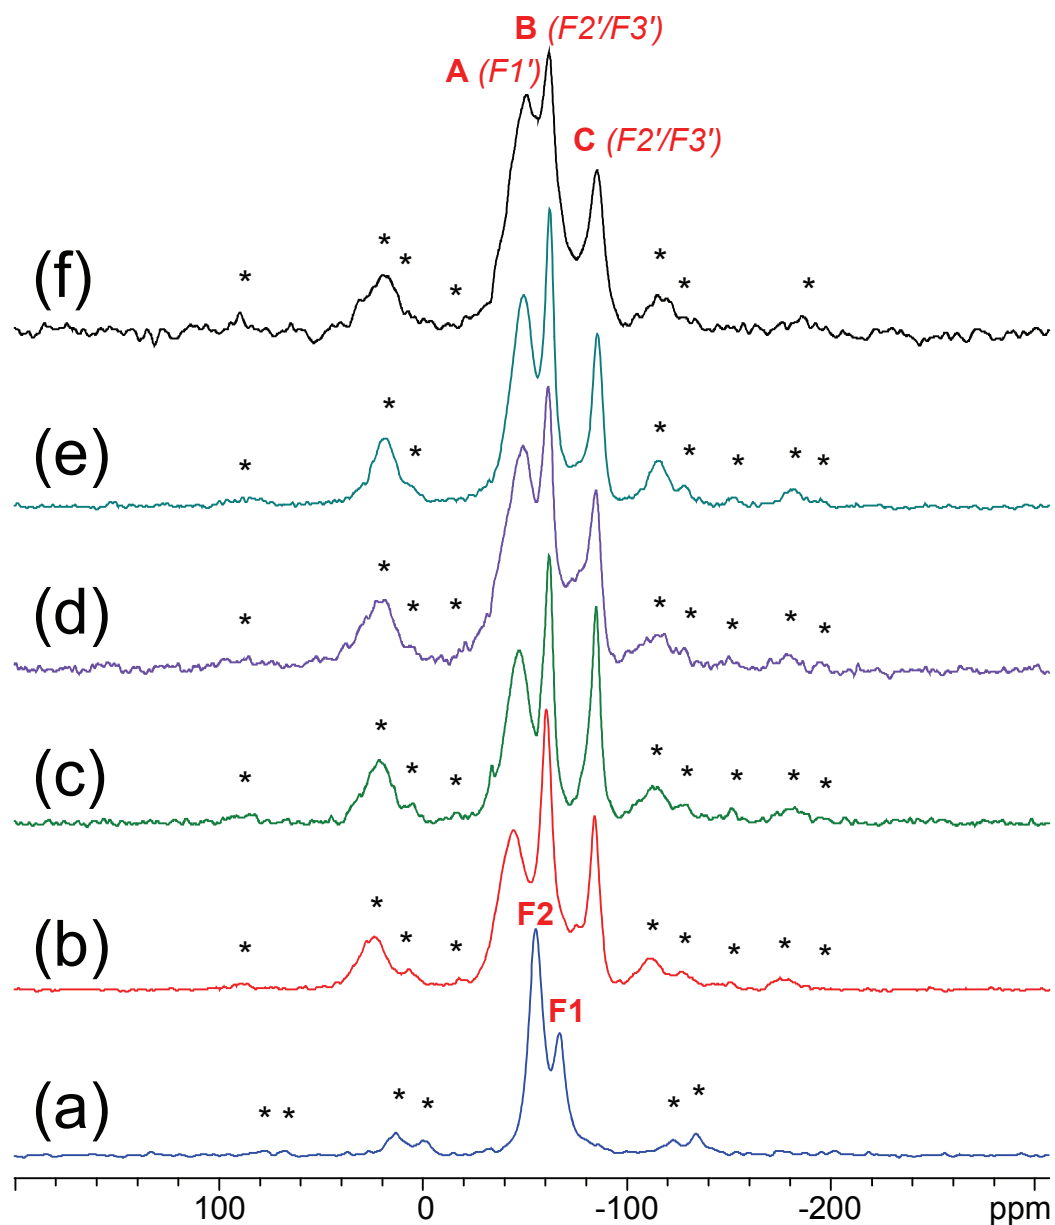 B (F2'/F3')
A (F1')
C (F2'/F3')
* * * * * * *
(f)
* * * * * * * *
(e)
* * * * * * * *
(d)
* * * * * * * *
(c)
* * * * * * * *
(b)
F2
F1
* * * * * *
(a)
100 0 -100 -200 ppm